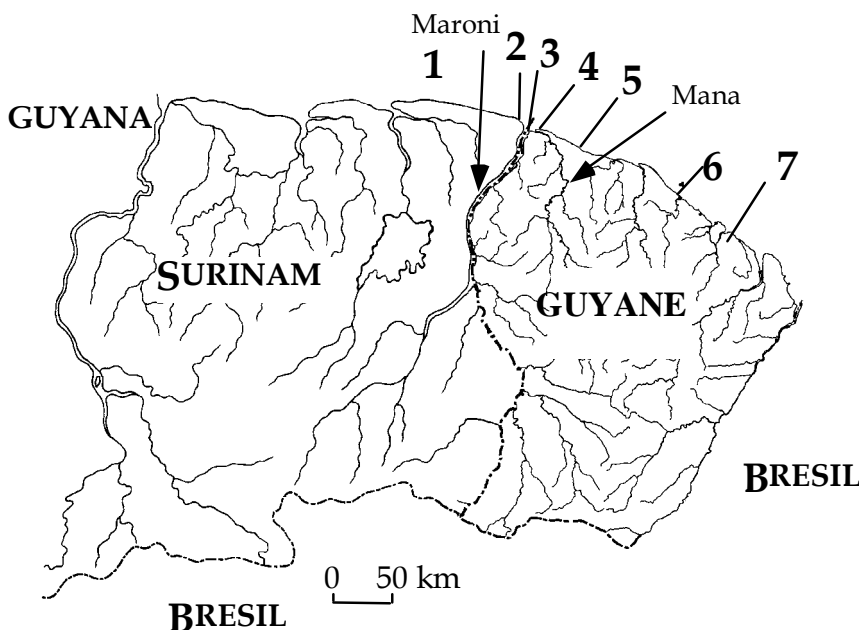 Maroni
1 2 3 4 5
Mana
GUYANA
6 7
SURINAM
GUYANE
BRESIL
0 50 km
BRESIL